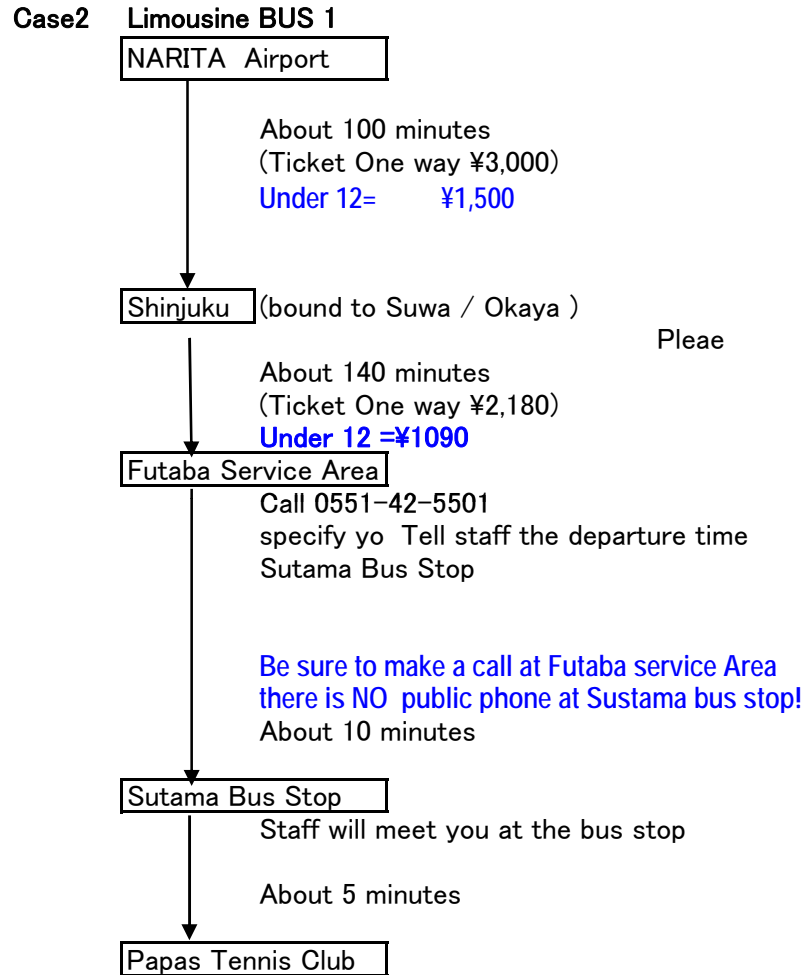 Case2 Limousine BUS 1
NARITA Airport
About 100 minutes
(Ticket One way ¥3,000)
Under 12= ¥1,500
Shinjuku (bound to Suwa / Okaya )
Pleae
About 140 minutes
(Ticket One way ¥2,180)
Under 12 =¥1090
Futaba Service Area
Call 0551-42-5501
specify yo Tell staff the departure time
Sutama Bus Stop
Be sure to make a call at Futaba service Area
there is NO public phone at Sustama bus stop!
About 10 minutes
Sutama Bus Stop
Staff will meet you at the bus stop
About 5 minutes
Papas Tennis Club